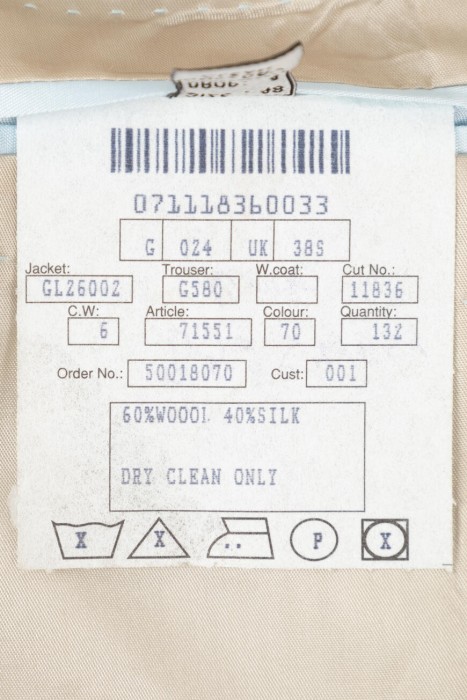 071118360033
G 024 UK 38S
Jacket: Trouser: W.coat: Cut No.:
GL26002 G580 11836
C.W: Article: Colour: Quantity:
6 71551 70 132
Order No.: 50018070 Cust: 001
60%WOOOL 40%SILK
DRY CLEAN ONLY
X X P X